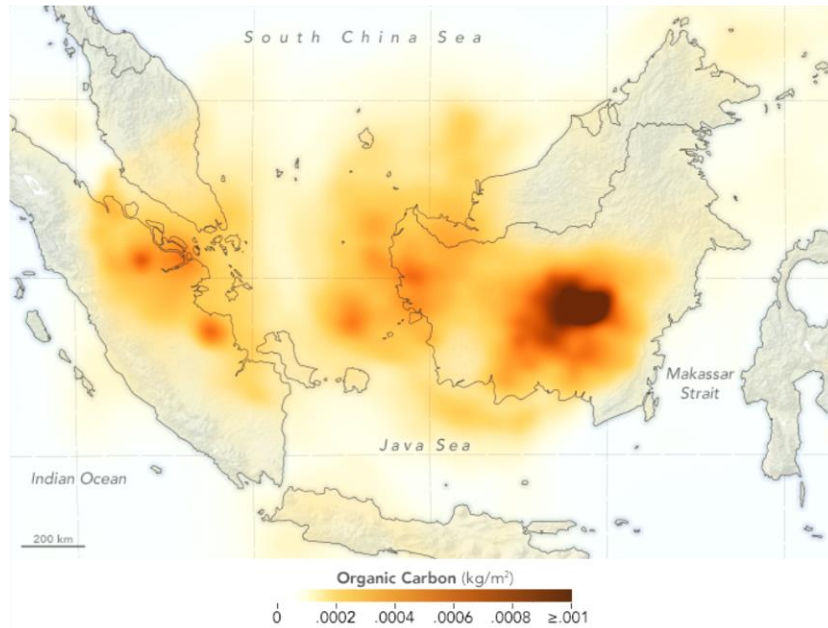 South China Sea
Makassar
Strait
Java Sea
Indian Ocean
200 km
Organic Carbon (kg/m²)
0 .0002 .0004 .0006 .0008 ≥.001